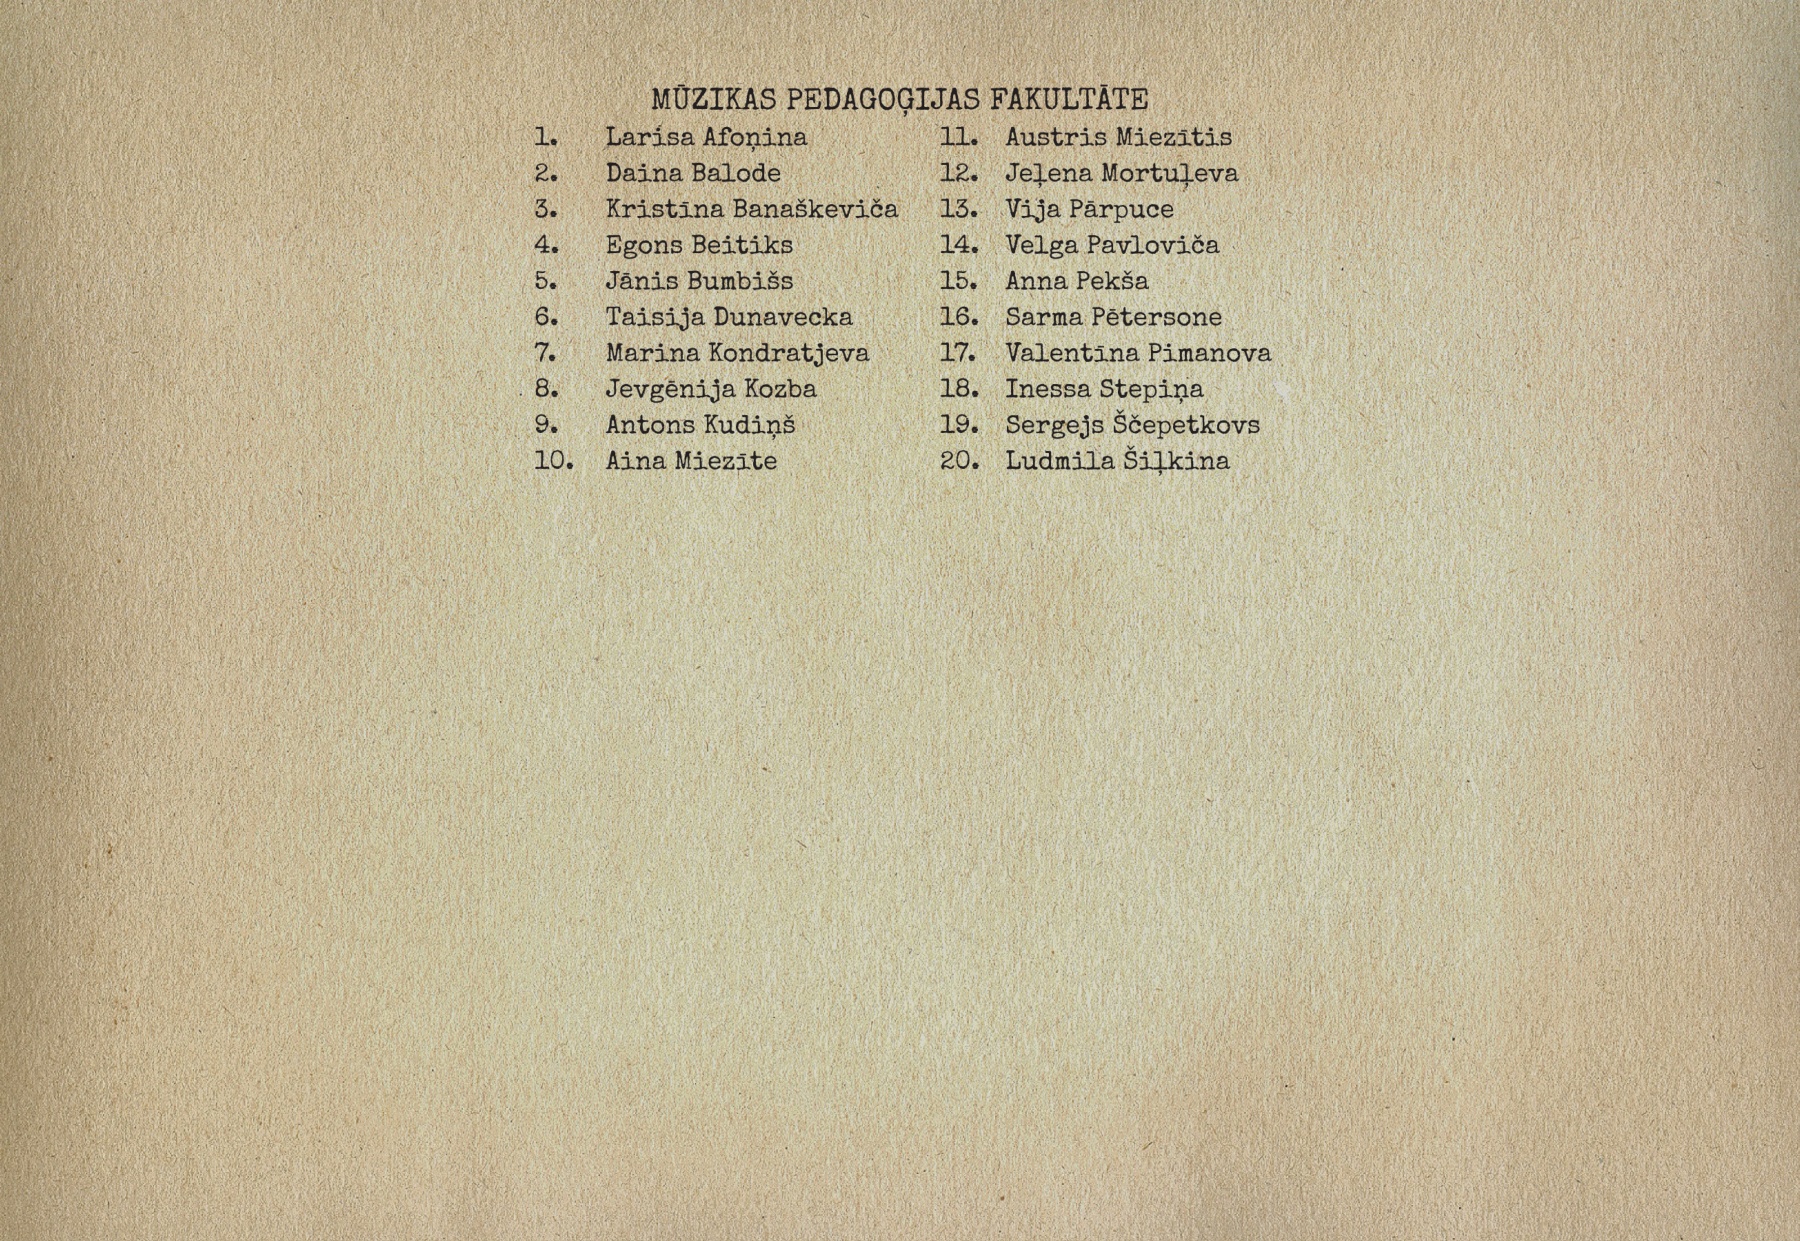 MŪZIKAS PEDAGOĢIJAS FAKULTĀTE
1. Larisa Afoņina
2. Daina Balode
3. Kristīna Banaškeviča
4. Egons Beitiks
5. Jānis Bumbišs
6. Taisija Dunavecka
7. Marina Kondratjeva
8. Jevgēnija Kozba
9. Antons Kudiņš
10. Aina Miezīte
11. Austris Miezītis
12. Jeļena Mortuļeva
13. Vija Pārpuce
14. Velga Pavloviča
15. Anna Pekša
16. Sarma Pētersone
17. Valentīna Pimanova
18. Inessa Stepiņa
19. Sergejs Ščepetkovs
20. Ludmila Šiļkina